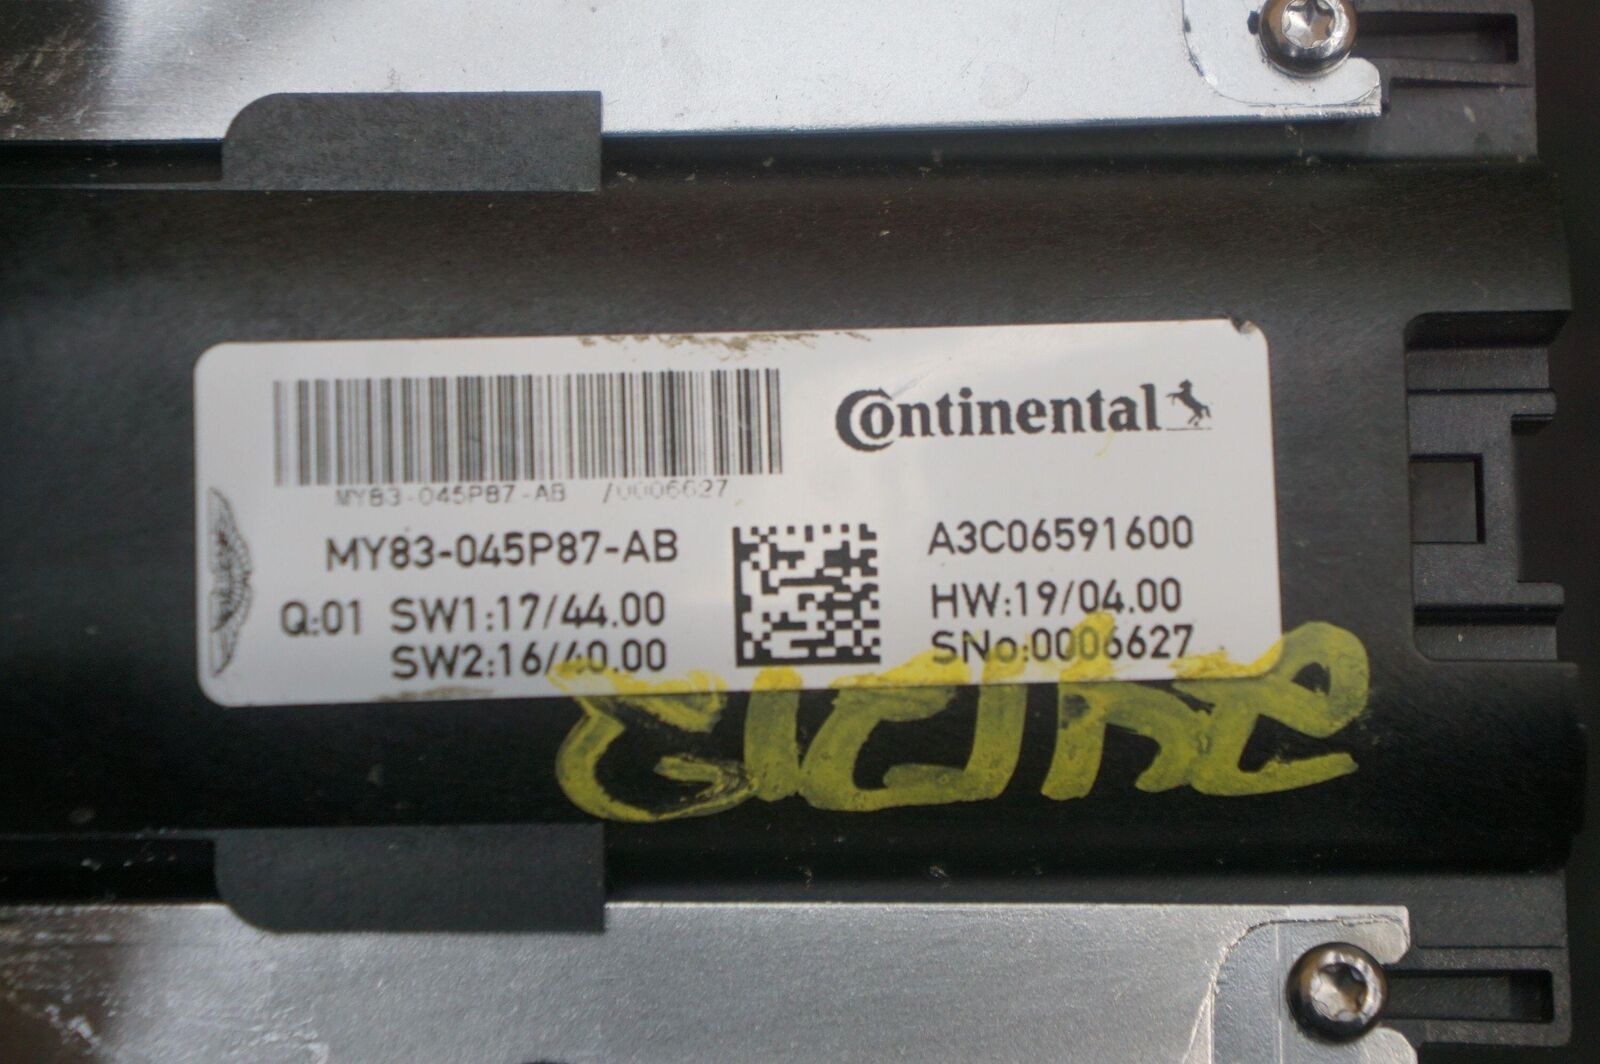 Continental
MY83-045P87-AB /0006627
MY83-045P87-AB
A3C06591600
Q:01 SW1:17/44.00
HW:19/04.00
SW2:16/40.00
SNo:0006627